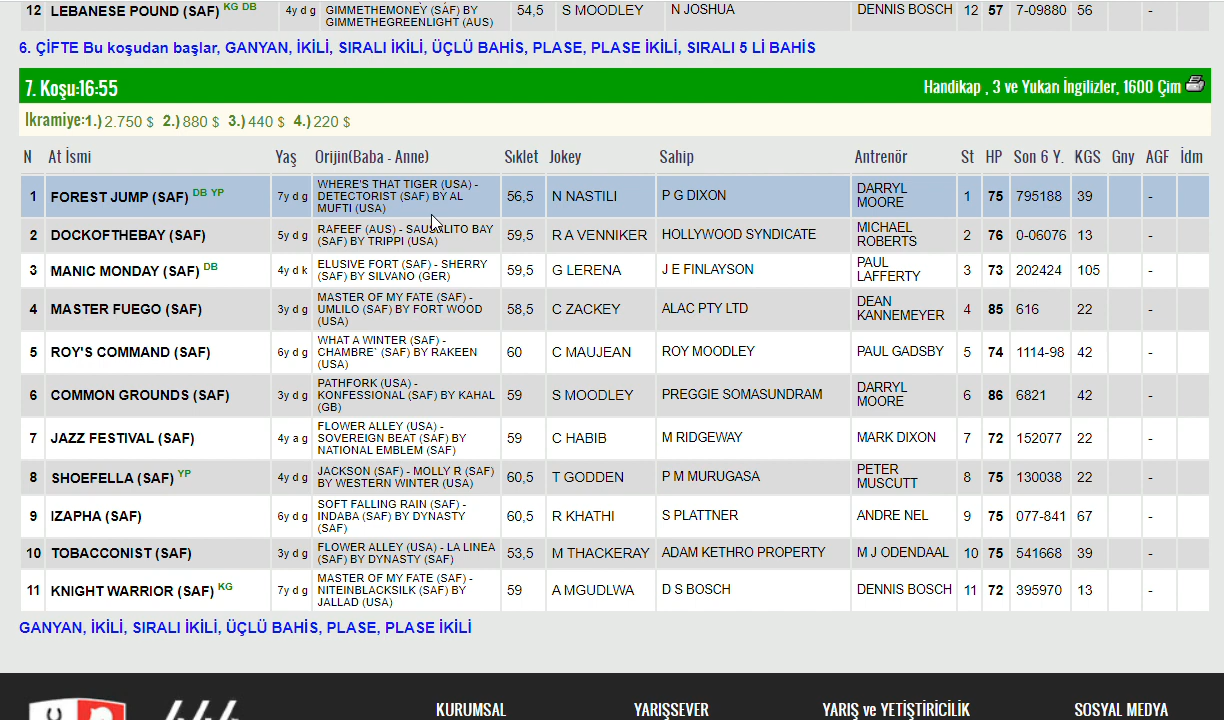 12 LEBANESE POUND (SAF) KG DB 4y d g GIMMETHEMONEY (SAF) BY GIMMETHEGREENLIGHT (AUS) 54,5 S MOODLEY N JOSHUA DENNIS BOSCH 12 57 7-09880 56 -
6. ÇİFTE Bu koşudan başlar, GANYAN, İKİLİ, SIRALI İKİLİ, ÜÇLÜ BAHİS, PLASE, PLASE İKİLİ, SIRALI 5 Lİ BAHİS
7. Koşu:16:55 Handikap , 3 ve Yukarı İngilizler, 1600 Çim
İkramiye:1.) 2.750 $ 2.) 880 $ 3.) 440 $ 4.) 220 $
N At İsmi Yaş Orijin(Baba - Anne) Sıklet Jokey Sahip Antrenör St HP Son 6 Y. KGS Gny AGF İdm
1 FOREST JUMP (SAF) DB YP 7y d g WHERE'S THAT TIGER (USA) - DETECTORIST (SAF) BY AL MUFTI (USA) 56,5 N NASTILI P G DIXON DARRYL MOORE 1 75 795188 39 -
2 DOCKOFTHEBAY (SAF) 5y d g RAFEEF (AUS) - SAUSALITO BAY (SAF) BY TRIPPI (USA) 59,5 R A VENNIKER HOLLYWOOD SYNDICATE MICHAEL ROBERTS 2 76 0-06076 13 -
3 MANIC MONDAY (SAF) DB 4y d k ELUSIVE FORT (SAF) - SHERRY (SAF) BY SILVANO (GER) 59,5 G LERENA J E FINLAYSON PAUL LAFFERTY 3 73 202424 105 -
4 MASTER FUEGO (SAF) 3y d g MASTER OF MY FATE (SAF) - UMLILO (SAF) BY FORT WOOD (USA) 58,5 C ZACKEY ALAC PTY LTD DEAN KANNEMEYER 4 85 616 22 -
5 ROY'S COMMAND (SAF) 6y d g WHAT A WINTER (SAF) - CHAMBRE` (SAF) BY RAKEEN (USA) 60 C MAUJEAN ROY MOODLEY PAUL GADSBY 5 74 1114-98 42 -
6 COMMON GROUNDS (SAF) 3y d g PATHFORK (USA) - KONFESSIONAL (SAF) BY KAHAL (GB) 59 S MOODLEY PREGGIE SOMASUNDRAM DARRYL MOORE 6 86 6821 42 -
7 JAZZ FESTIVAL (SAF) 4y a g FLOWER ALLEY (USA) - SOVEREIGN BEAT (SAF) BY NATIONAL EMBLEM (SAF) 59 C HABIB M RIDGEWAY MARK DIXON 7 72 152077 22 -
8 SHOEFELLA (SAF) YP 4y d g JACKSON (SAF) - MOLLY R (SAF) BY WESTERN WINTER (USA) 60,5 T GODDEN P M MURUGASA PETER MUSCUTT 8 75 130038 22 -
9 IZAPHA (SAF) 6y d g SOFT FALLING RAIN (SAF) - INDABA (SAF) BY DYNASTY (SAF) 60,5 R KHATHI S PLATTNER ANDRE NEL 9 75 077-841 67 -
10 TOBACCONIST (SAF) 3y d g FLOWER ALLEY (USA) - LA LINEA (SAF) BY DYNASTY (SAF) 53,5 M THACKERAY ADAM KETHRO PROPERTY M J ODENDAAL 10 75 541668 39 -
11 KNIGHT WARRIOR (SAF) KG 7y d g MASTER OF MY FATE (SAF) - NITEINBLACKSILK (SAF) BY JALLAD (USA) 59 A MGUDLWA D S BOSCH DENNIS BOSCH 11 72 395970 13 -
GANYAN, İKİLİ, SIRALI İKİLİ, ÜÇLÜ BAHİS, PLASE, PLASE İKİLİ
444 KURUMSAL YARIŞSEVER YARIŞ ve YETİŞTİRİCİLİK SOSYAL MEDYA